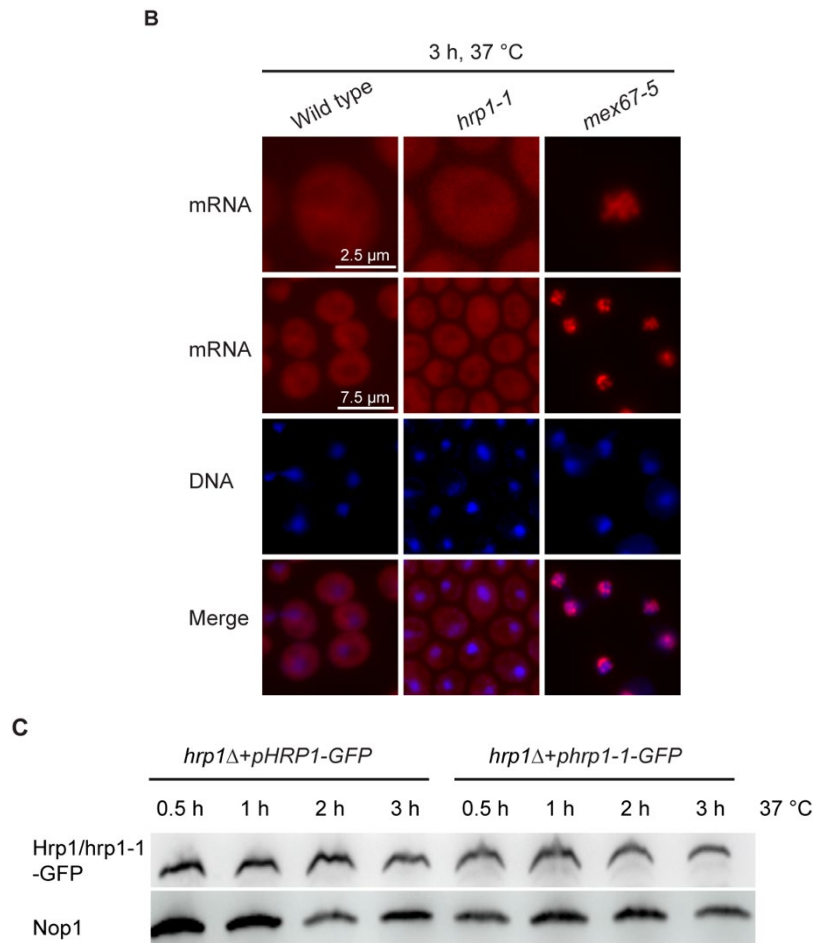 B
3 h, 37 °C
Wild type
hrp1-1
mex67-5
mRNA
2.5 µm
mRNA
7.5 µm
DNA
Merge
C
hrp1Δ+pHRP1-GFP
hrp1Δ+phrp1-1-GFP
0.5 h 1 h 2 h 3 h 0.5 h 1 h 2 h 3 h 37 °C
Hrp1/hrp1-1
-GFP
Nop1